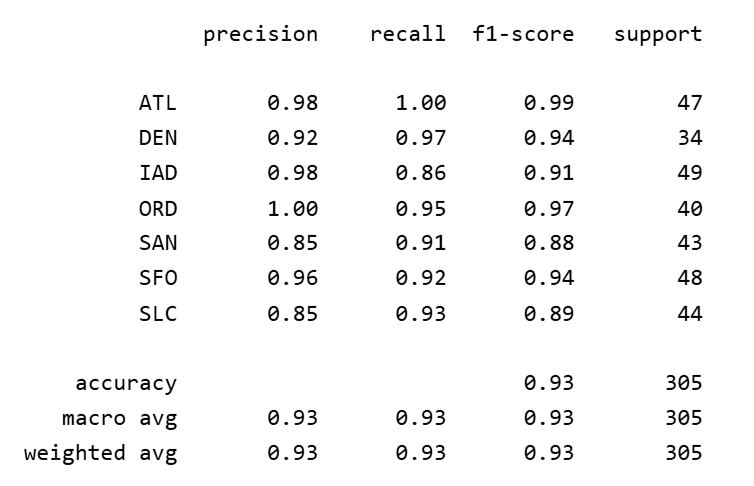 precision recall f1-score support
ATL 0.98 1.00 0.99 47
DEN 0.92 0.97 0.94 34
IAD 0.98 0.86 0.91 49
ORD 1.00 0.95 0.97 40
SAN 0.85 0.91 0.88 43
SFO 0.96 0.92 0.94 48
SLC 0.85 0.93 0.89 44
accuracy 0.93 305
macro avg 0.93 0.93 0.93 305
weighted avg 0.93 0.93 0.93 305